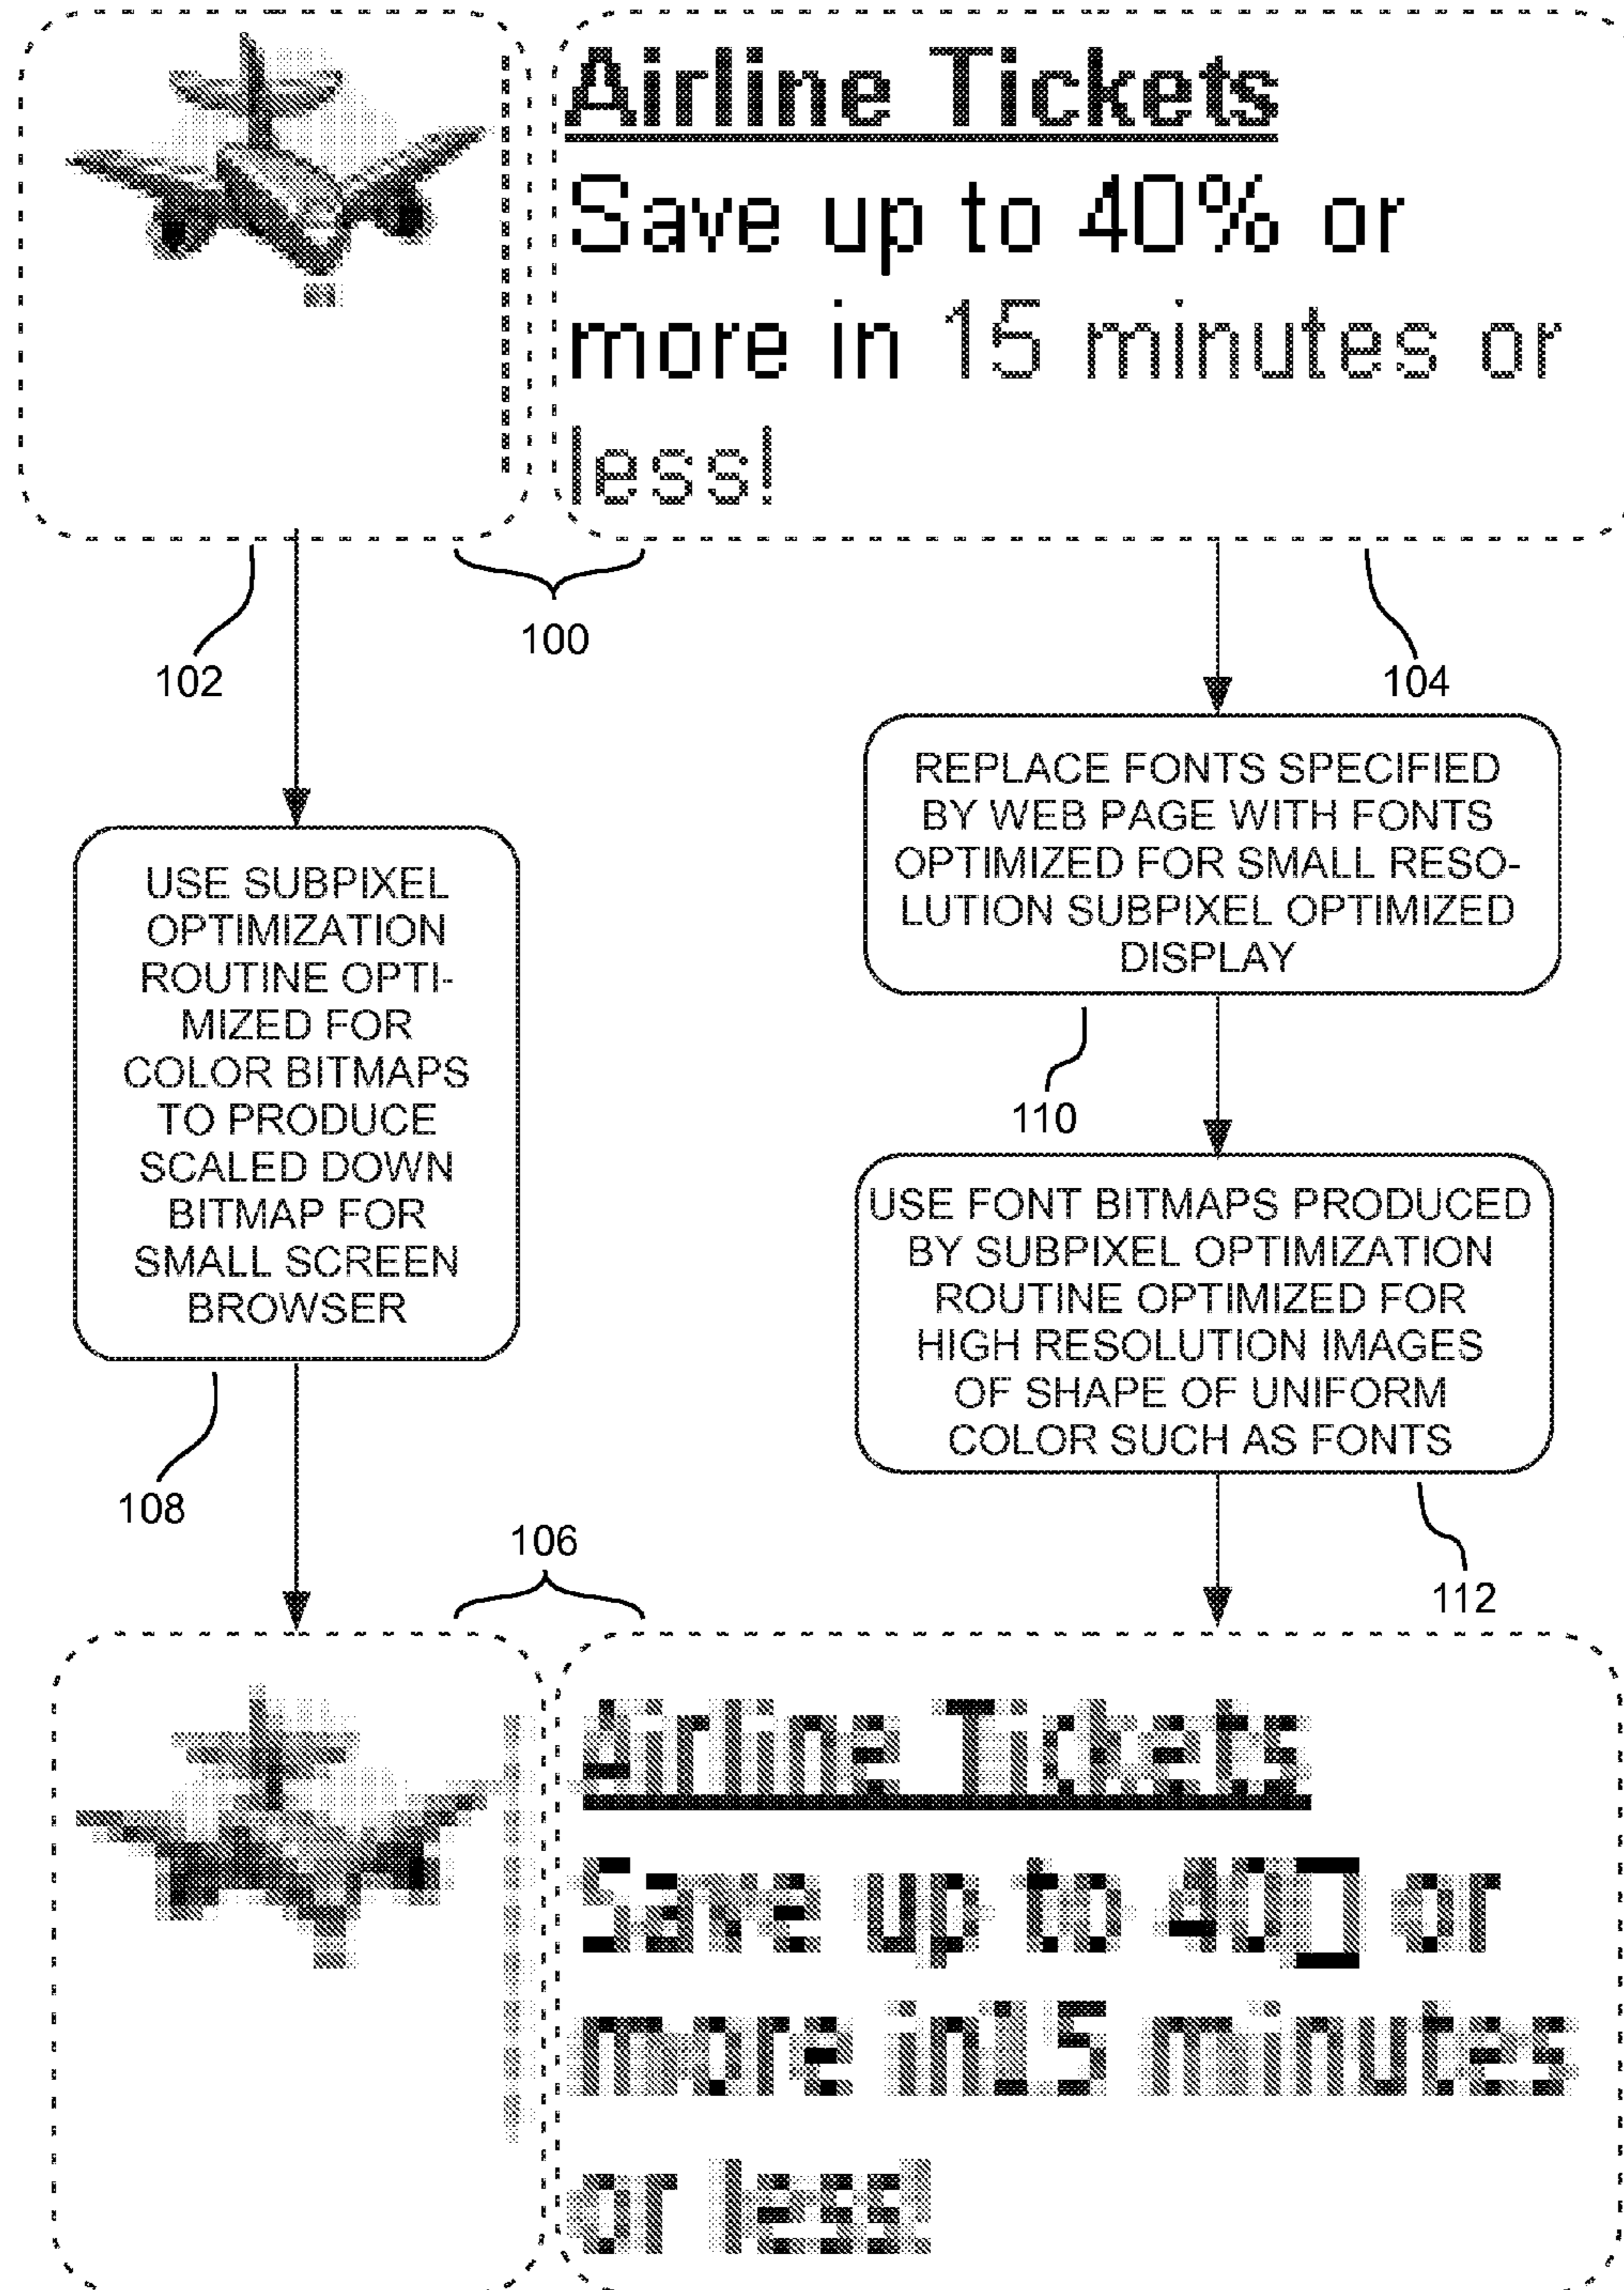 Airline Tickets
Save up to 40% or
more in 15 minutes or
less!
100
102
104
REPLACE FONTS SPECIFIED
BY WEB PAGE WITH FONTS
OPTIMIZED FOR SMALL RESO-
LUTION SUBPIXEL OPTIMIZED
DISPLAY
USE SUBPIXEL
OPTIMIZATION
ROUTINE OPTI-
MIZED FOR
COLOR BITMAPS
TO PRODUCE
SCALED DOWN
BITMAP FOR
SMALL SCREEN
BROWSER
110
USE FONT BITMAPS PRODUCED
BY SUBPIXEL OPTIMIZATION
ROUTINE OPTIMIZED FOR
HIGH RESOLUTION IMAGES
OF SHAPE OF UNIFORM
COLOR SUCH AS FONTS
108
106
112
Airline Tickets
Save up to 40▯ or
more in15 minutes
or less!